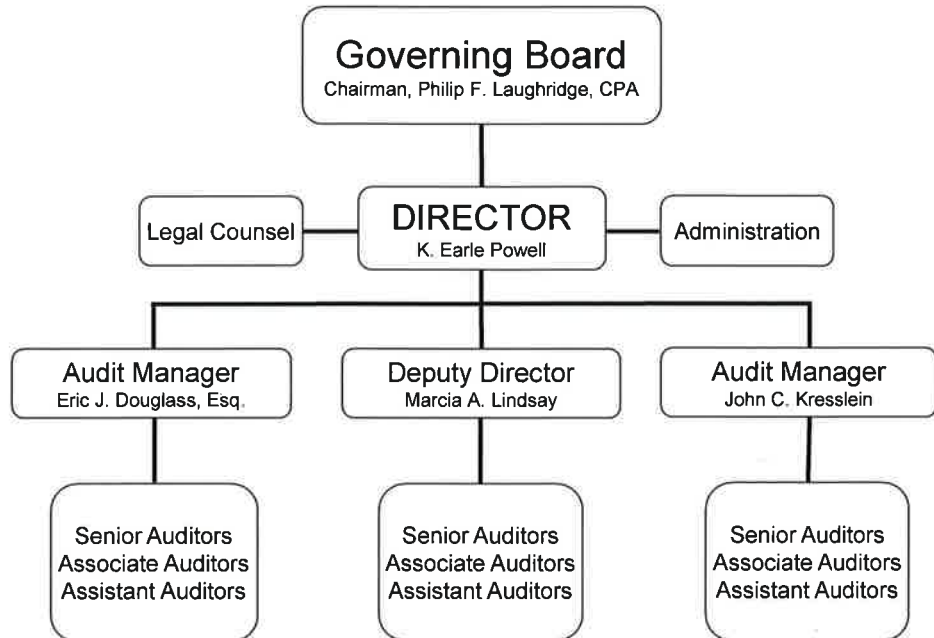 Governing Board
Chairman, Philip F. Laughridge, CPA
Legal Counsel
DIRECTOR
K. Earle Powell
Administration
Audit Manager
Eric J. Douglass, Esq.
Deputy Director
Marcia A. Lindsay
Audit Manager
John C. Kresslein
Senior Auditors
Associate Auditors
Assistant Auditors
Senior Auditors
Associate Auditors
Assistant Auditors
Senior Auditors
Associate Auditors
Assistant Auditors